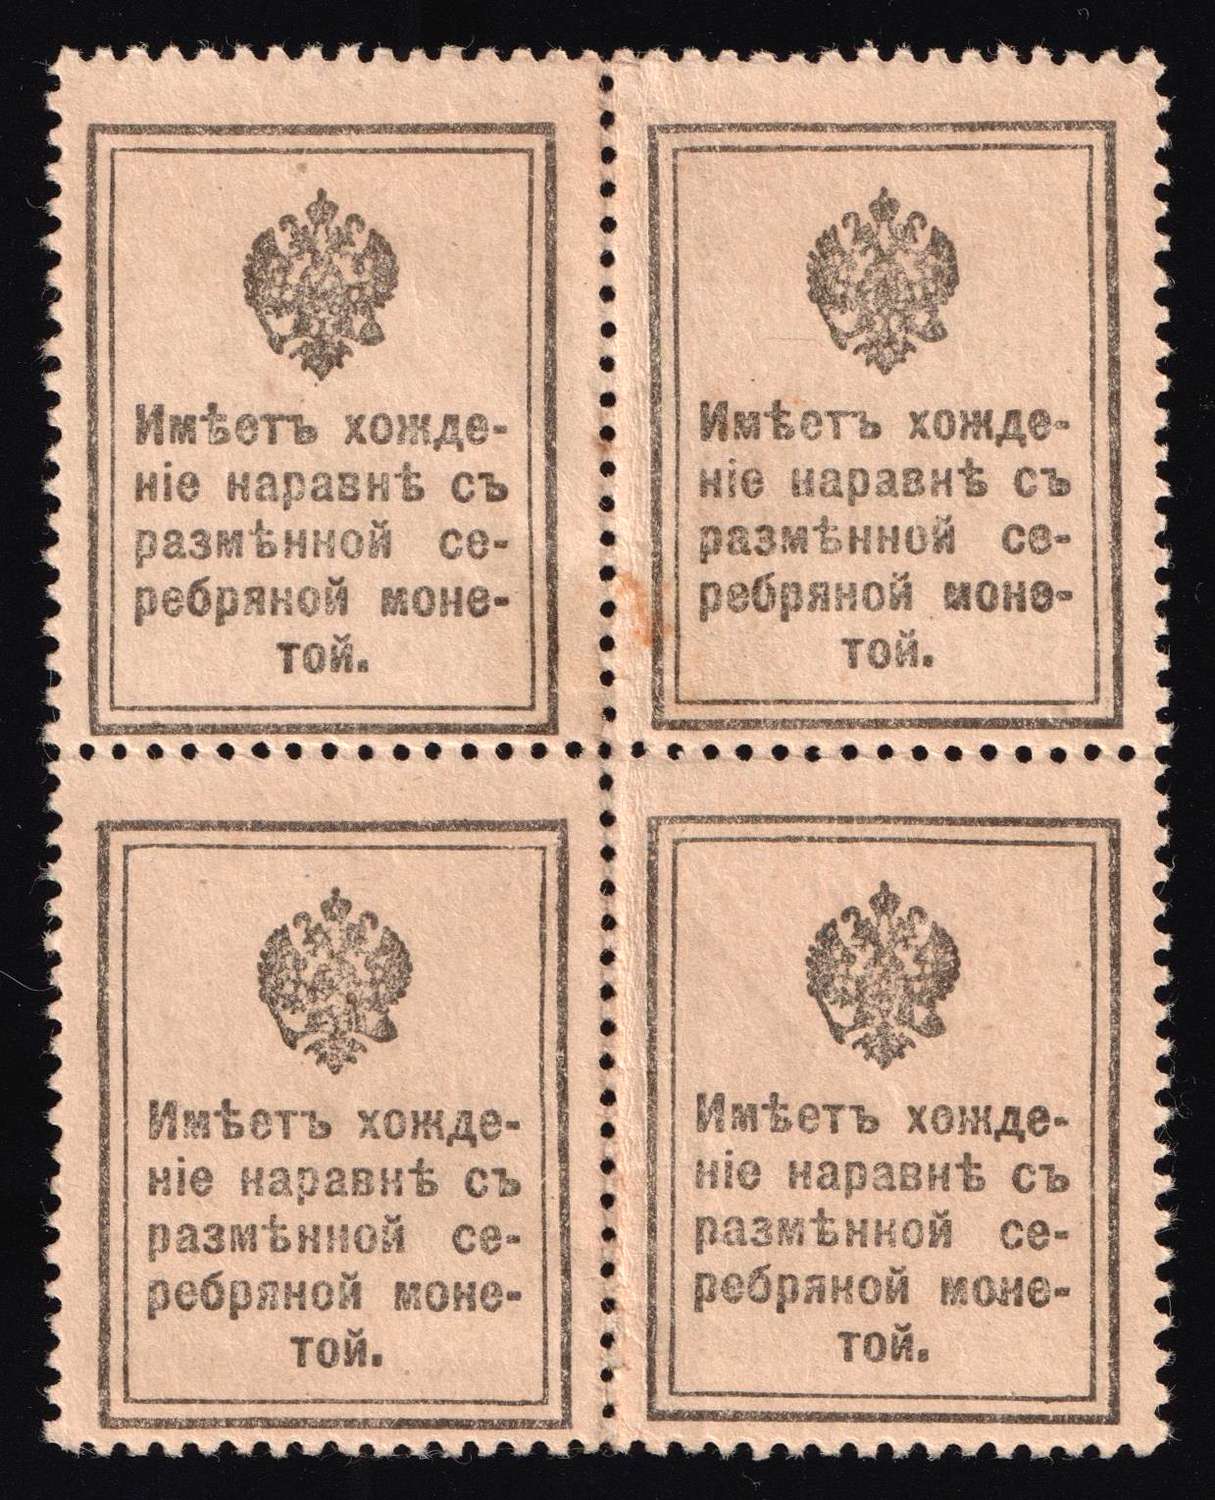 Имѣетъ хожде-
ніе наравнѣ съ
размѣнной се-
ребряной моне-
той.
Имѣетъ хожде-
ніе наравнѣ съ
размѣнной се-
ребряной моне-
той.
Имѣетъ хожде-
ніе наравнѣ съ
размѣнной се-
ребряной моне-
той.
Имѣетъ хожде-
ніе наравнѣ съ
размѣнной се-
ребряной моне-
той.